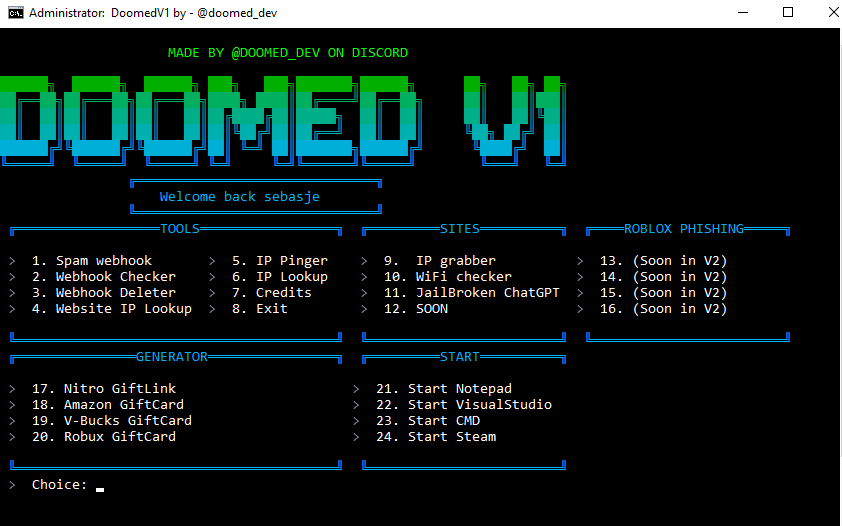 Administrator: DoomedV1 by - @doomed_dev
MADE BY @DOOMED_DEV ON DISCORD
DOOMED V1
Welcome back sebasje
TOOLS
> 1. Spam webhook > 5. IP Pinger
> 2. Webhook Checker > 6. IP Lookup
> 3. Webhook Deleter > 7. Credits
> 4. Website IP Lookup > 8. Exit
SITES
> 9. IP grabber
> 10. WiFi checker
> 11. JailBroken ChatGPT
> 12. SOON
ROBLOX PHISHING
> 13. (Soon in V2)
> 14. (Soon in V2)
> 15. (Soon in V2)
> 16. (Soon in V2)
GENERATOR
> 17. Nitro GiftLink
> 18. Amazon GiftCard
> 19. V-Bucks GiftCard
> 20. Robux GiftCard
START
> 21. Start Notepad
> 22. Start VisualStudio
> 23. Start CMD
> 24. Start Steam
> Choice: _